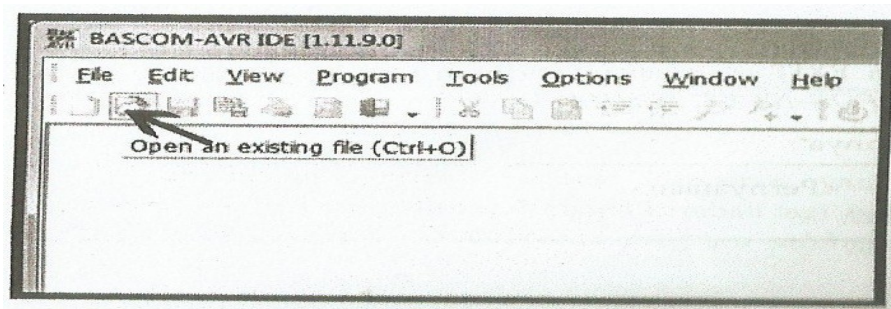 BASCOM-AVR IDE [1.11.9.0]
File Edit View Program Tools Options Window Help
Open an existing file (Ctrl+O)